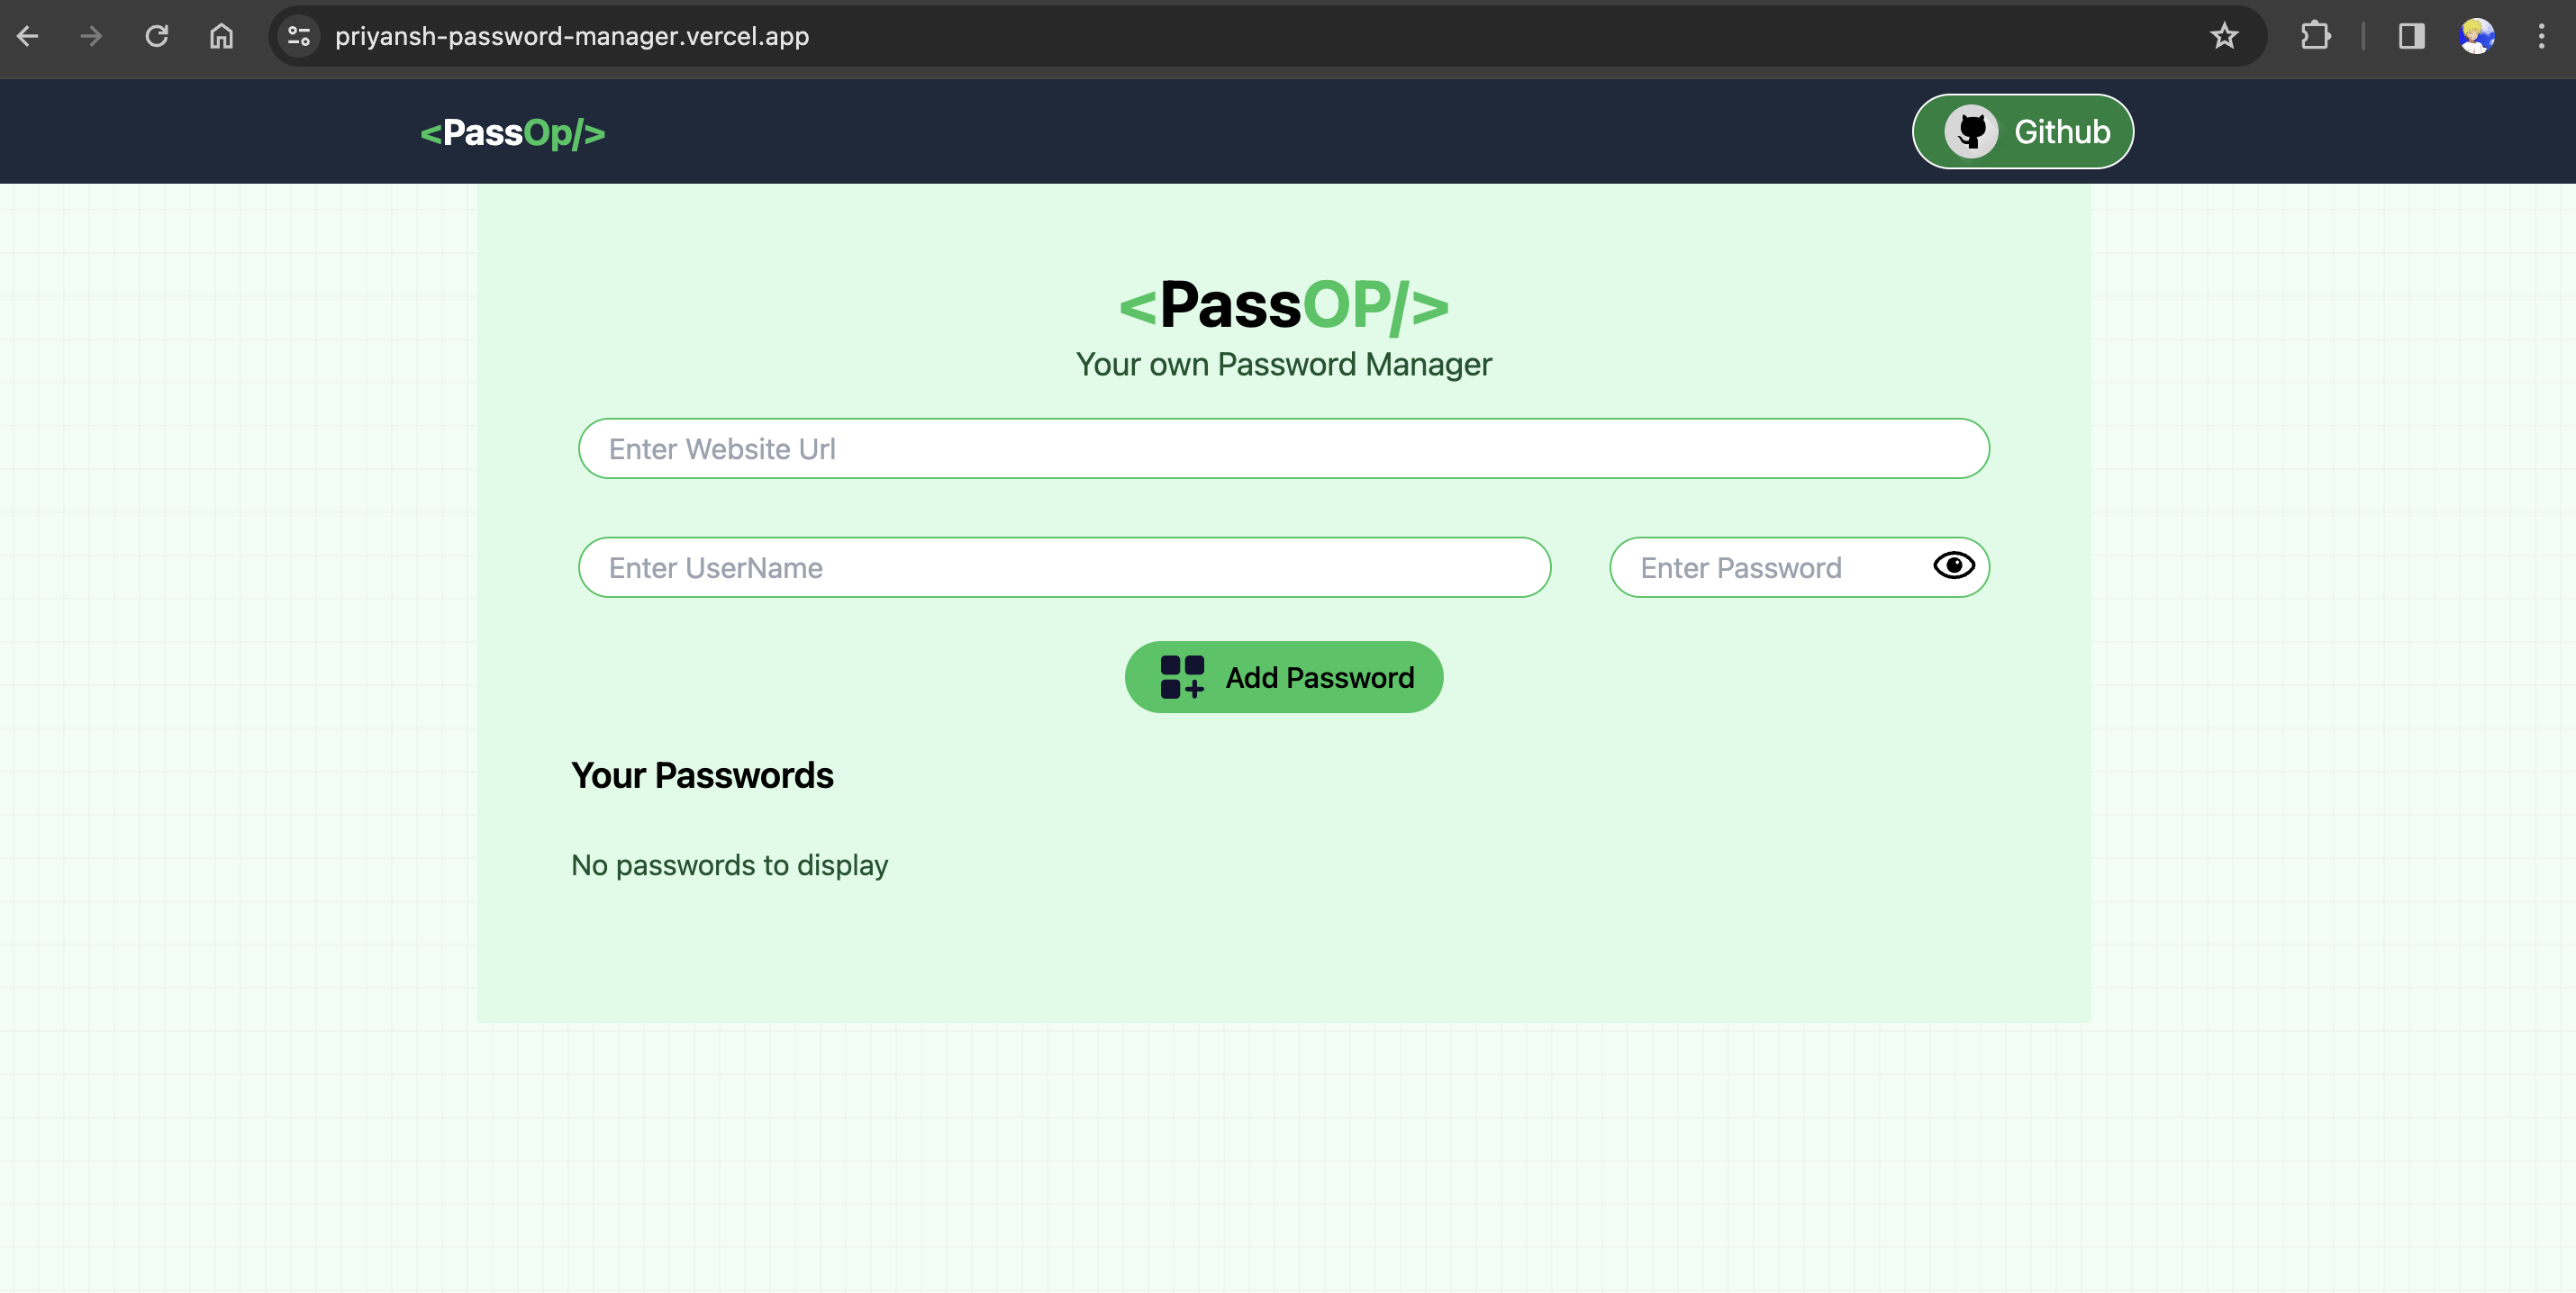 priyansh-password-manager.vercel.app
<PassOp/>
Github
<PassOP/>
Your own Password Manager
Enter Website Url
Enter UserName
Enter Password
Add Password
Your Passwords
No passwords to display